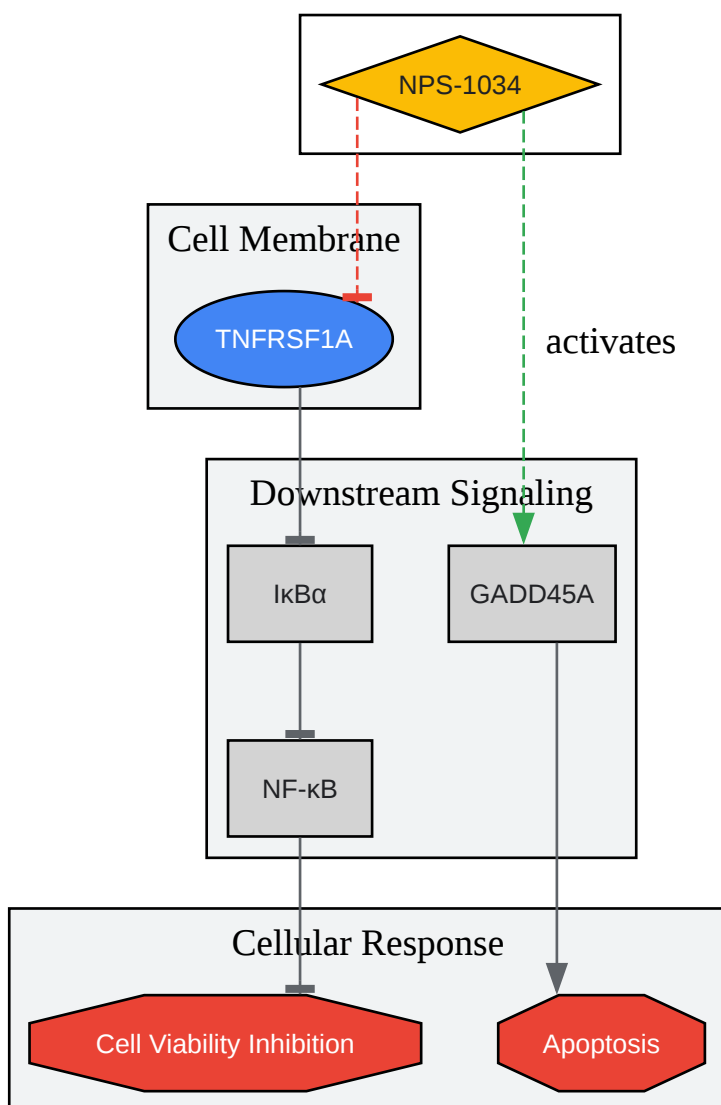 NPS-1034
Cell Membrane
TNFRSF1A
activates
Downstream Signaling
IκBα
GADD45A
NF-κB
Cellular Response
Cell Viability Inhibition
Apoptosis